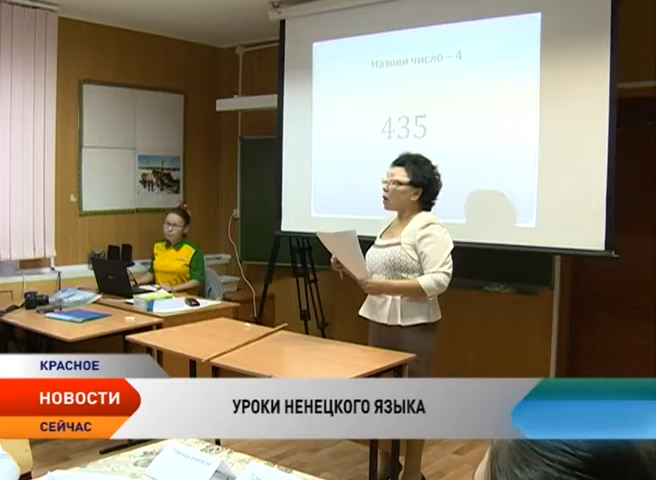 Назови число – 4
435
КРАСНОЕ
НОВОСТИ
СЕЙЧАС
УРОКИ НЕНЕЦКОГО ЯЗЫКА